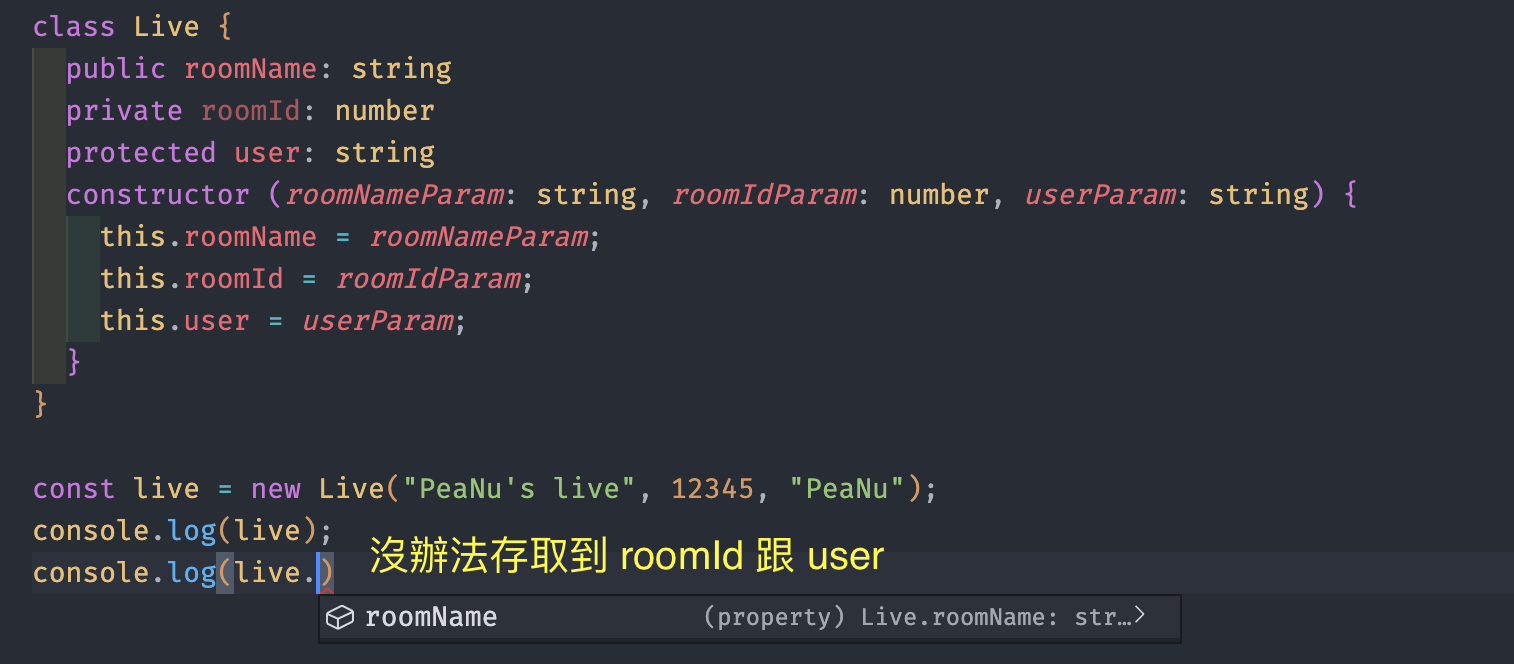 class Live {
public roomName: string
private roomId: number
protected user: string
constructor (roomNameParam: string, roomIdParam: number, userParam: string) {
this.roomName = roomNameParam;
this.roomId = roomIdParam;
this.user = userParam;
}
}
const live = new Live("PeaNu's live", 12345, "PeaNu");
console.log(live);
沒辦法存取到 roomId 跟 user
console.log(live.)
roomName (property) Live.roomName: str…>